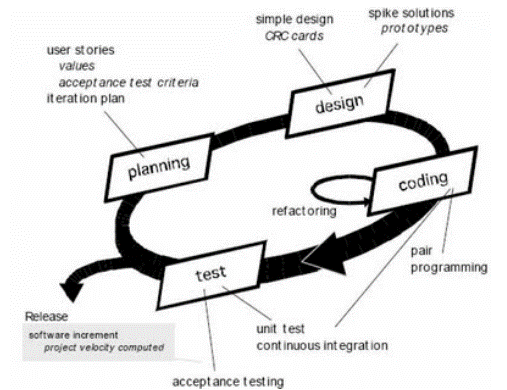 simple design
CRC cards
spike solutions
prototypes
user stories
values
acceptance test criteria
iteration plan
design
planning
coding
refactoring
pair
programming
test
Release
software increment
project velocity computed
unit test
continuous integration
acceptance testing